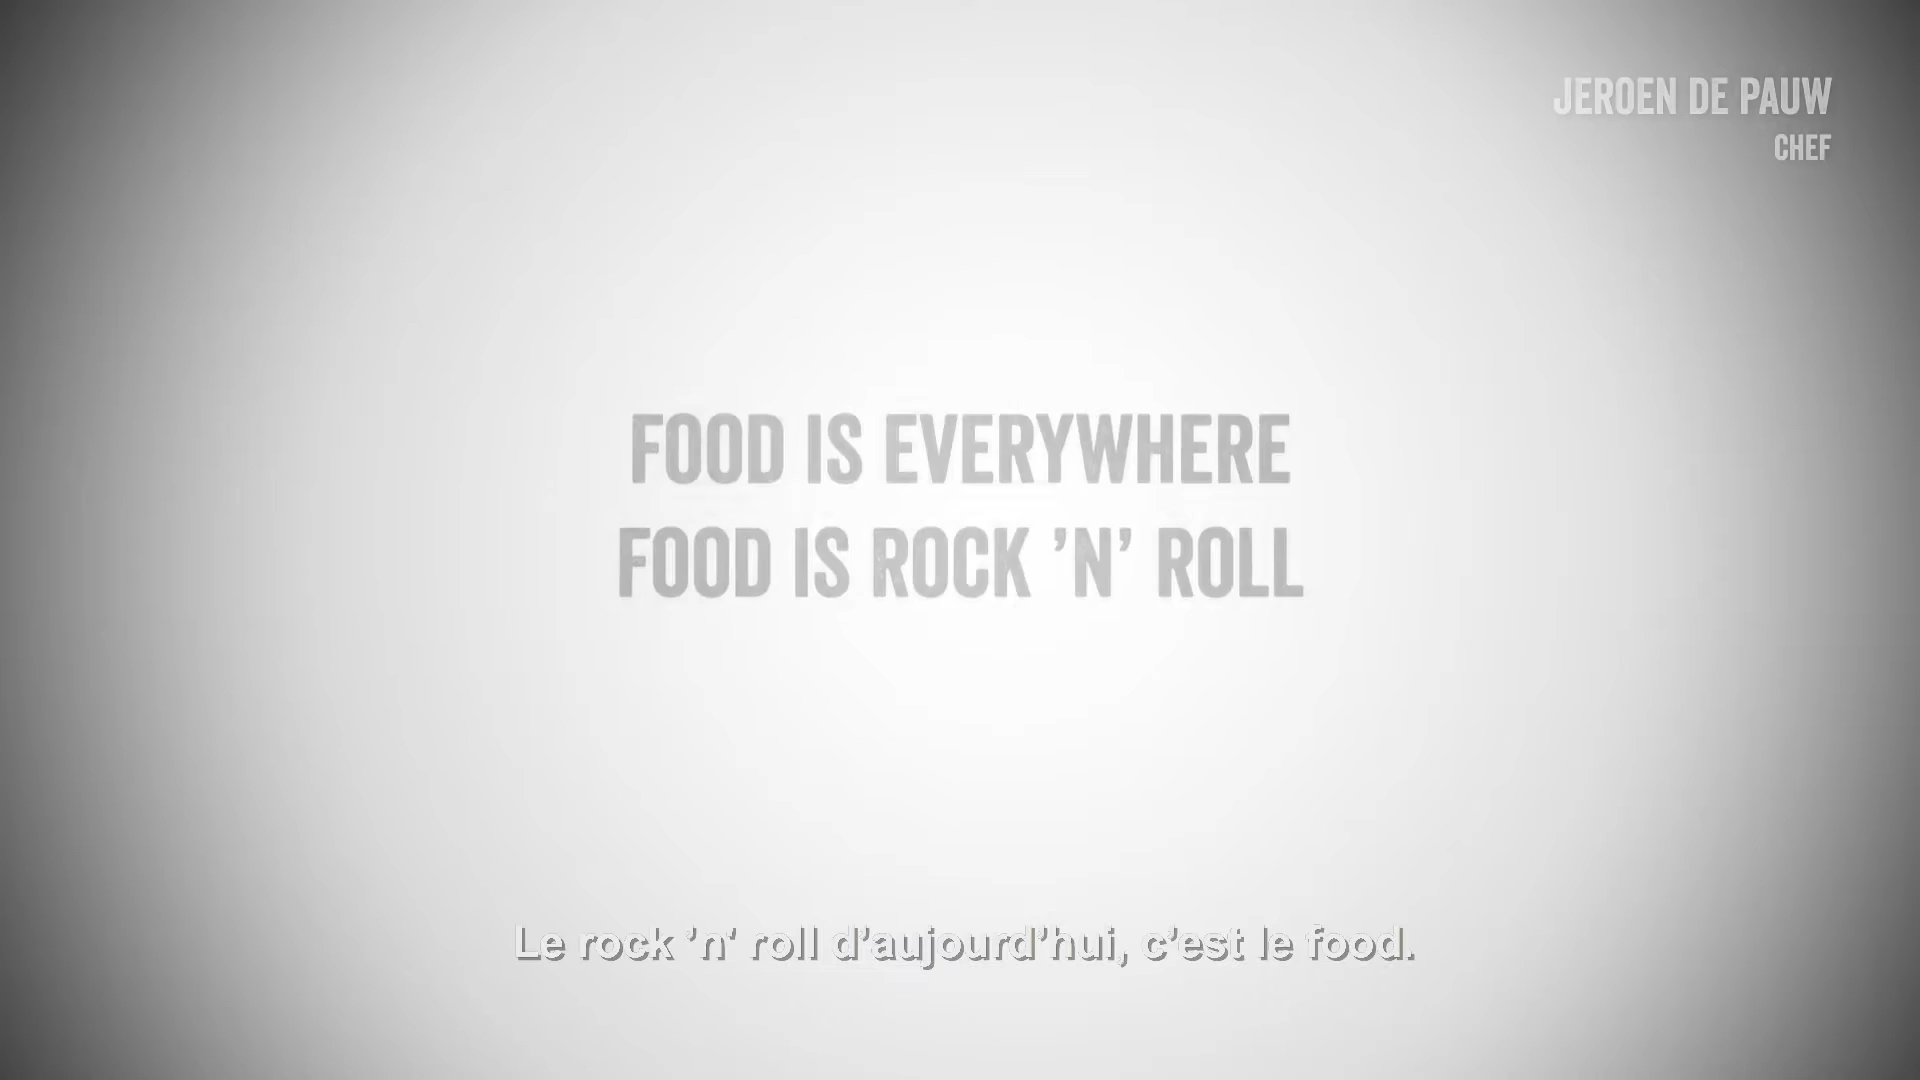 JEROEN DE PAUW
CHEF
FOOD IS EVERYWHERE
FOOD IS ROCK ’N’ ROLL
Le rock ’n' roll d’aujourd’hui, c’est le food.